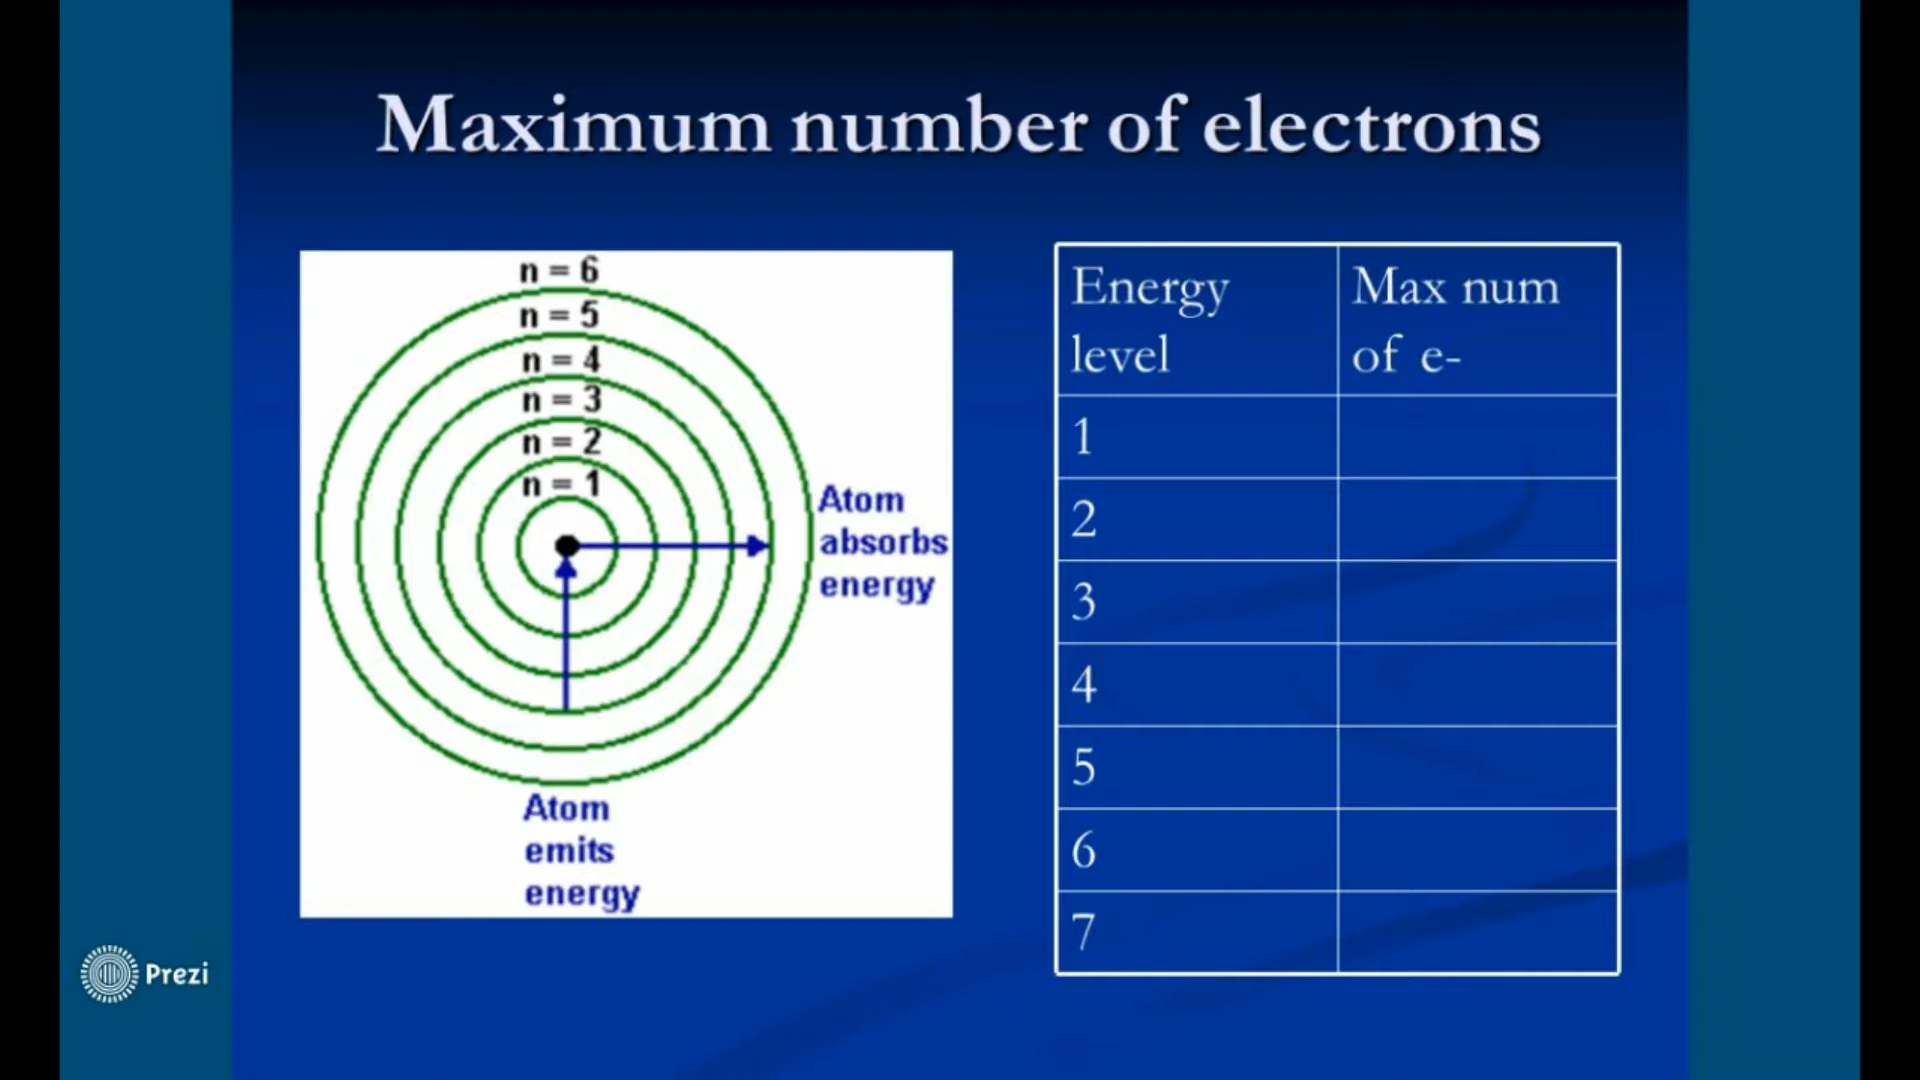 Maximum number of electrons
n = 6
n = 5
n = 4
n = 3
n = 2
n = 1
Atom
absorbs
energy
Atom
emits
energy
Energy level
Max num of e-
1
2
3
4
5
6
7
Prezi